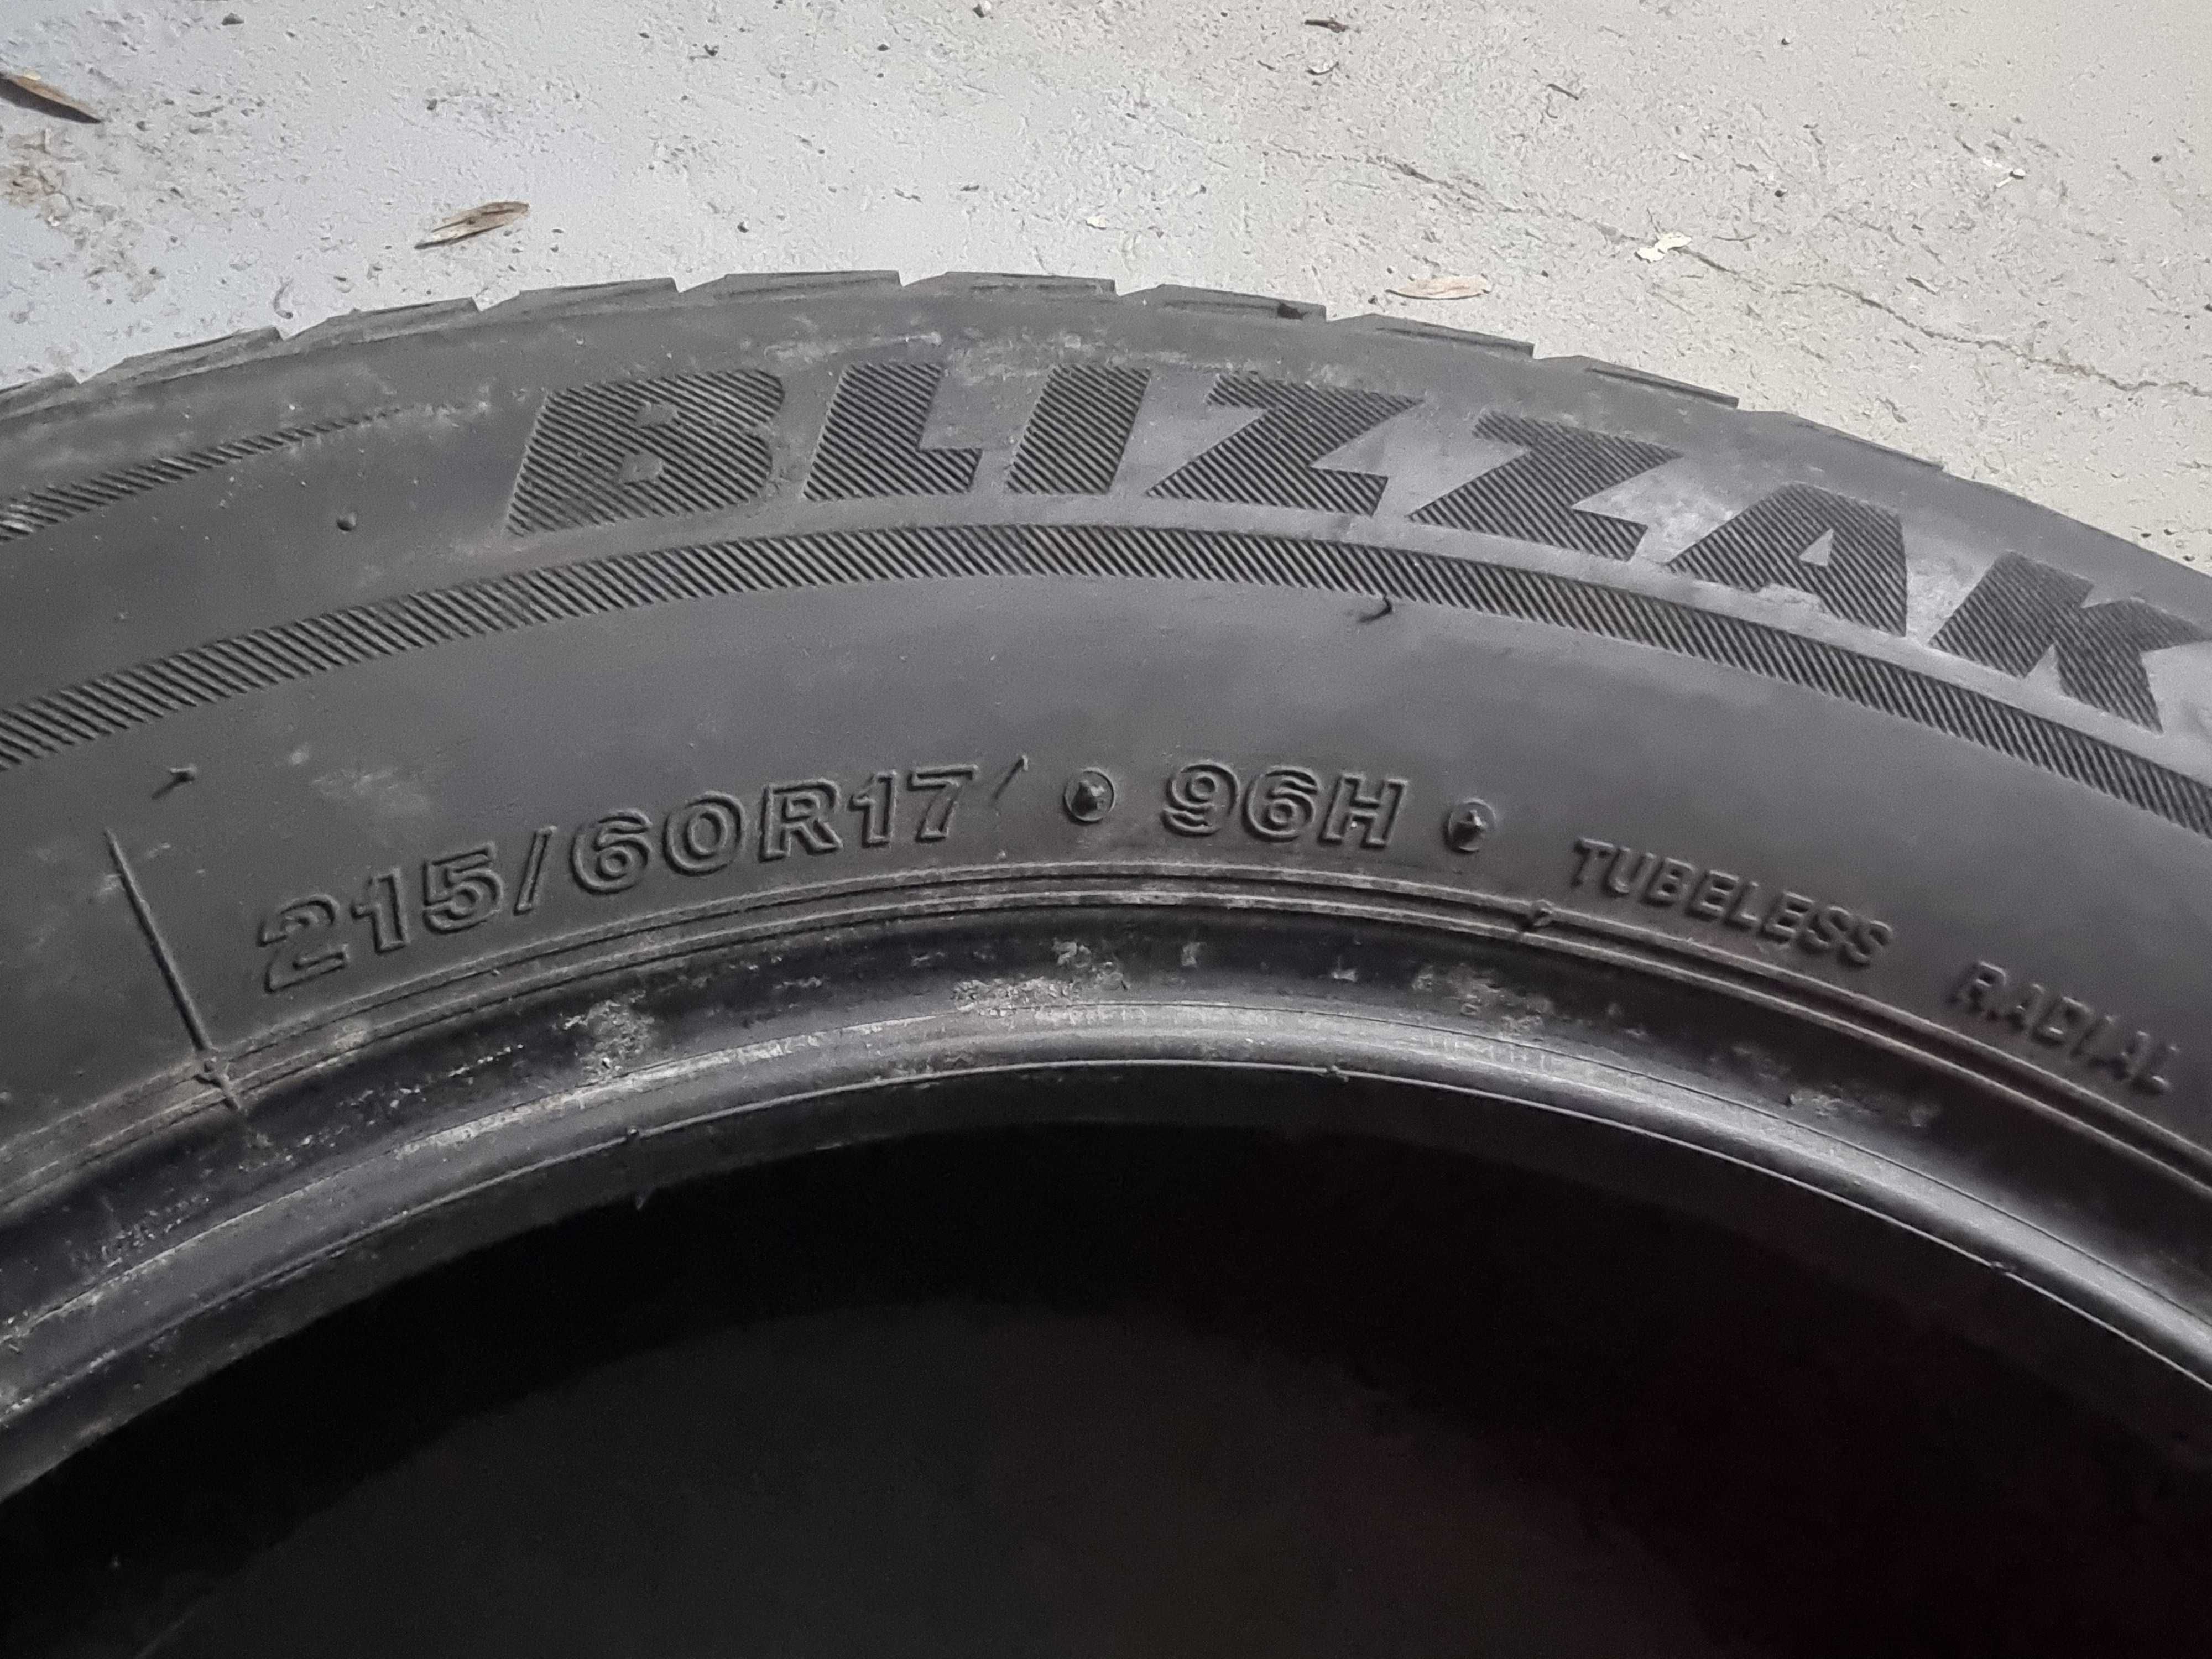 BLIZZAK
215/60R17 • 96H • TUBELESS RADIAL